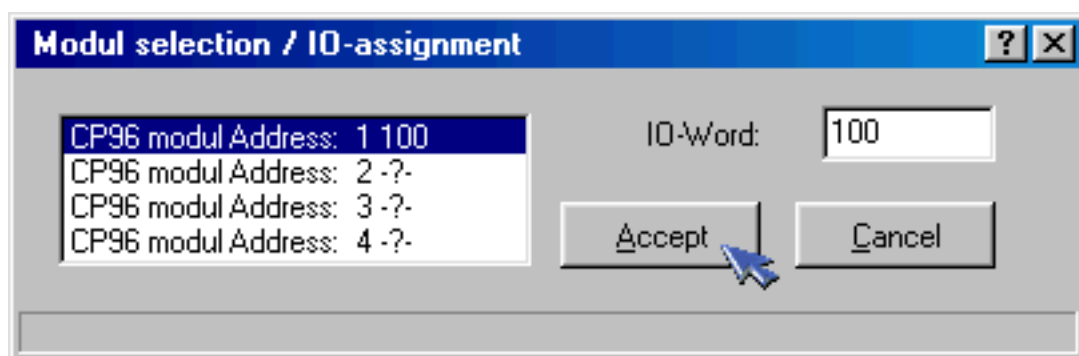 Modul selection / IO-assignment
CP96 modul Address: 1 100
CP96 modul Address: 2 -?-
CP96 modul Address: 3 -?-
CP96 modul Address: 4 -?-
IO-Word: 100
Accept Cancel